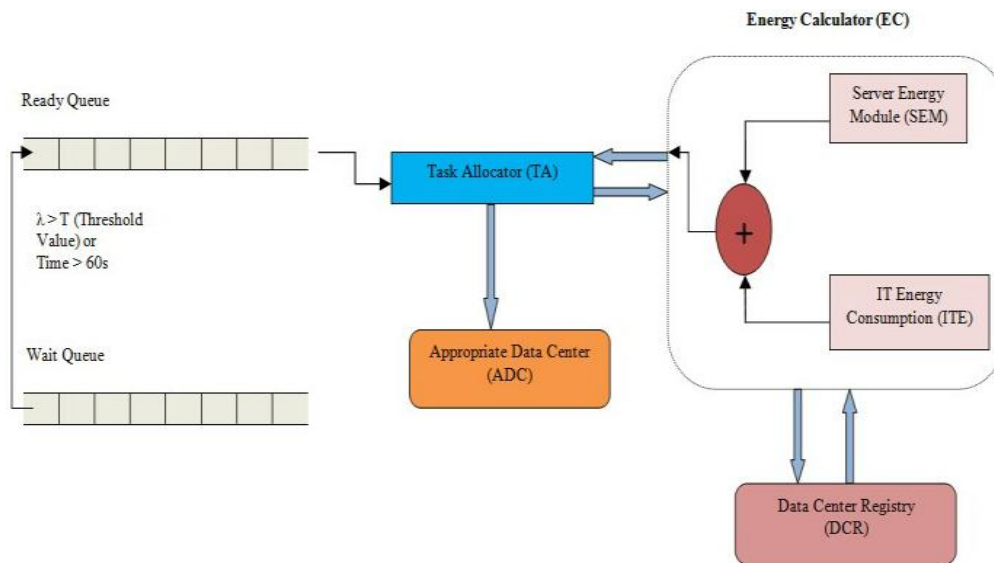 Energy Calculator (EC)
Ready Queue
Server Energy
Module (SEM)
Task Allocator (TA)
λ > T (Threshold
Value) or
Time > 60s
+
IT Energy
Consumption (ITE)
Wait Queue
Appropriate Data Center
(ADC)
Data Center Registry
(DCR)